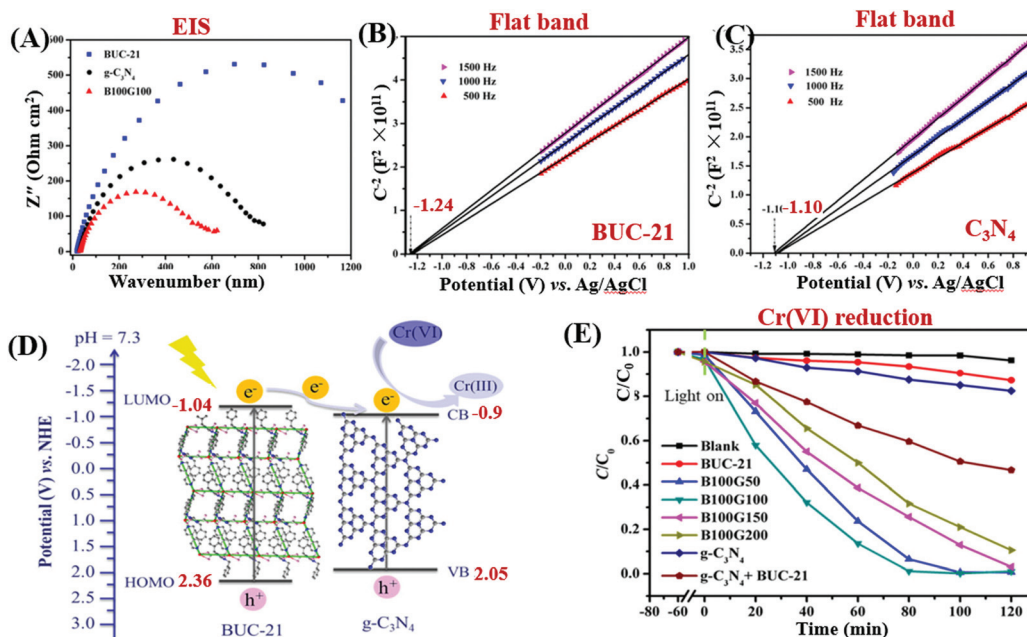 (A)
EIS
Z'' (Ohm cm²)
600
500
400
300
200
100
0
BUC-21
g-C₃N₄
B100G100
0 200 400 600 800 1000 1200
Wavenumber (nm)
(B)
Flat band
C⁻² (F² × 10¹¹)
5
4
3
2
1
0
1500 Hz
1000 Hz
500 Hz
-1.24
BUC-21
-1.2 -1.0 -0.8 -0.6 -0.4 -0.2 0.0 0.2 0.4 0.6 0.8 1.0
Potential (V) vs. Ag/AgCl
(C)
Flat band
C⁻² (F² × 10¹¹)
3.5
3.0
2.5
2.0
1.5
1.0
0.5
0.0
1500 Hz
1000 Hz
500 Hz
-1.10
C₃N₄
-1.4 -1.2 -1.0 -0.8 -0.6 -0.4 -0.2 0.0 0.2 0.4 0.6
Potential (V) vs. Ag/AgCl
(D)
pH = 7.3
Potential (V) vs. NHE
-2.0
-1.5
-1.0
-0.5
0.0
0.5
1.0
1.5
2.0
2.5
3.0
Cr(VI)
Cr(III)
e⁻
e⁻
e⁻
LUMO -1.04
CB -0.9
HOMO 2.36
VB 2.05
h⁺
h⁺
BUC-21
g-C₃N₄
(E)
Cr(VI) reduction
C/C₀
C/C₀
1.0
0.8
0.6
0.4
0.2
0.0
Light on
Blank
BUC-21
B100G50
B100G100
B100G150
B100G200
g-C₃N₄
g-C₃N₄+ BUC-21
-80 -60 0 20 40 60 80 100 120
Time (min)